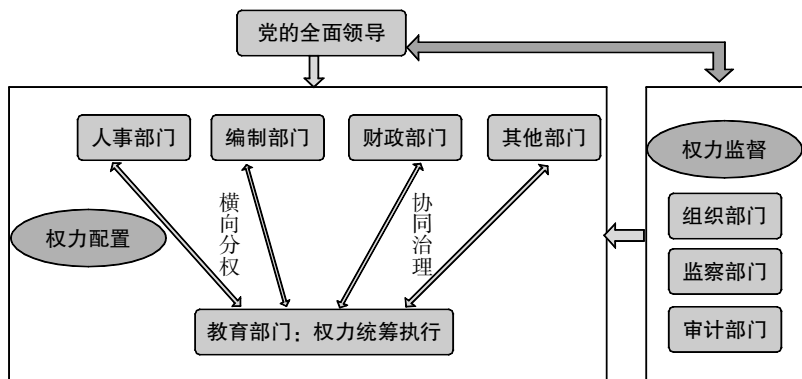 党的全面领导
人事部门
编制部门
财政部门
其他部门
权力监督
横向分权
协同治理
权力配置
组织部门
监察部门
教育部门：权力统筹执行
审计部门